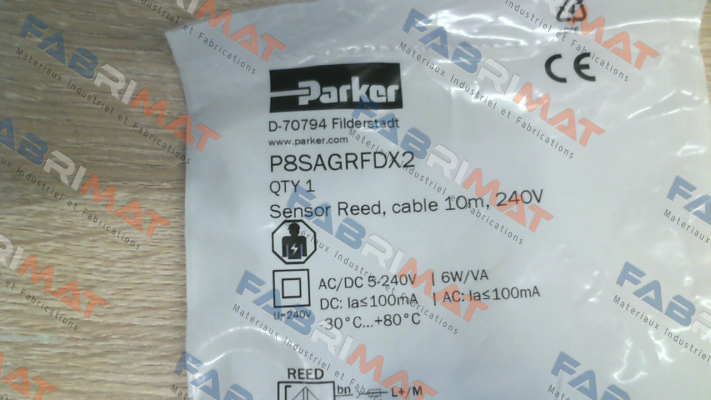 Parker
D-70794 Filderstadt
www.parker.com
P8SAGRFDX2
QTY 1
Sensor Reed, cable 10m, 240V
AC/DC 5-240V | 6W/VA
DC: Ia≤100mA | AC: Ia≤100mA
U=240V
-30°C...+80°C
REED
bn L+/M
CE
FABRIMAT
Materiaux Industriel et Fabrications